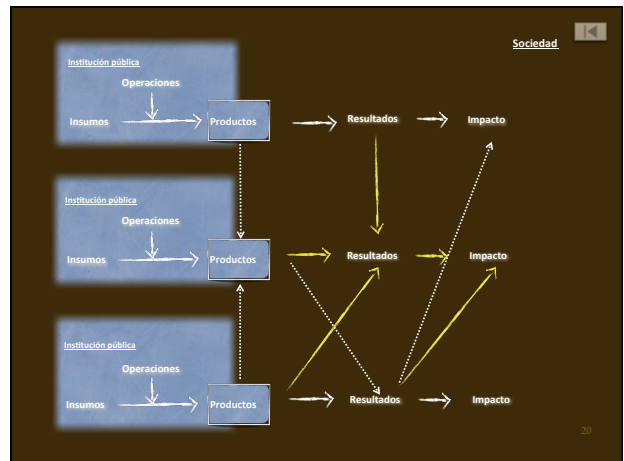 Sociedad
Institución pública
Operaciones
Insumos
Productos
Resultados
Impacto
Institución pública
Operaciones
Insumos
Productos
Resultados
Impacto
Institución pública
Operaciones
Insumos
Productos
Resultados
Impacto
20